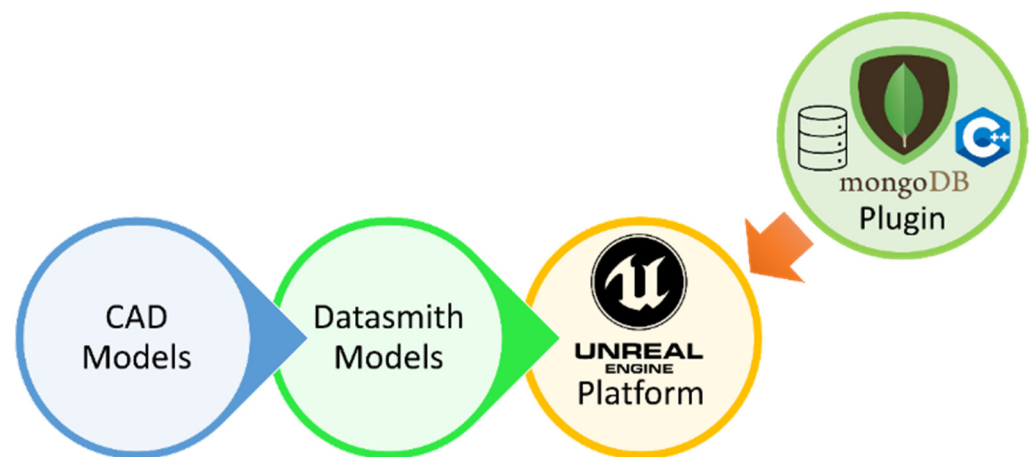 C++
mongoDB
Plugin
CAD
Models
Datasmith
Models
UNREAL
ENGINE
Platform